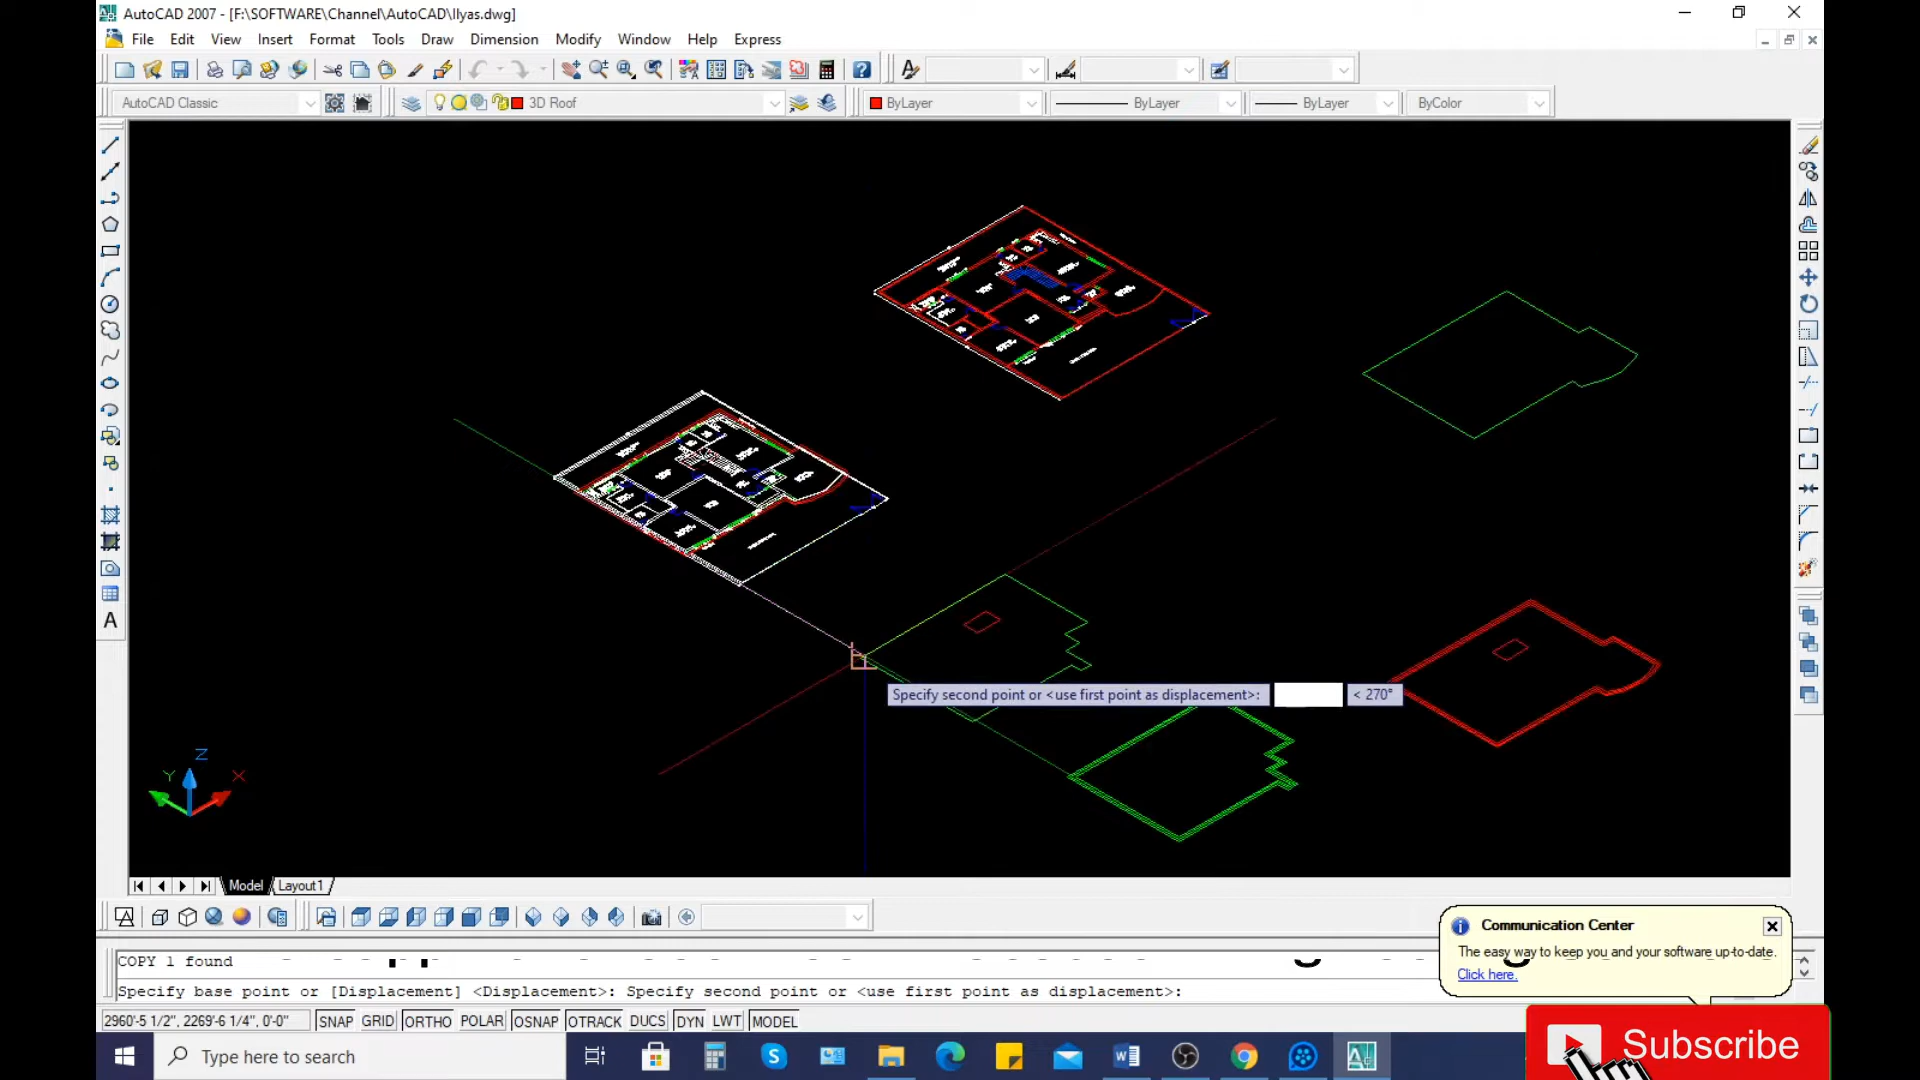 AutoCAD 2007 - [F:\SOFTWARE\Channel\AutoCAD\Ilyas.dwg]
File Edit View Insert Format Tools Draw Dimension Modify Window Help Express
AutoCAD Classic 3D Roof ByLayer ByLayer ByLayer ByColor
A
Specify second point or <use first point as displacement>: < 270°
Z
Y X
Model Layout1
Communication Center
The easy way to keep you and your software up-to-date.
Click here.
COPY 1 found
Specify base point or [Displacement] <Displacement>: Specify second point or <use first point as displacement>:
2960'-5 1/2", 2269'-6 1/4", 0'-0" SNAP GRID ORTHO POLAR OSNAP OTRACK DUCS DYN LWT MODEL
Type here to search
Subscribe